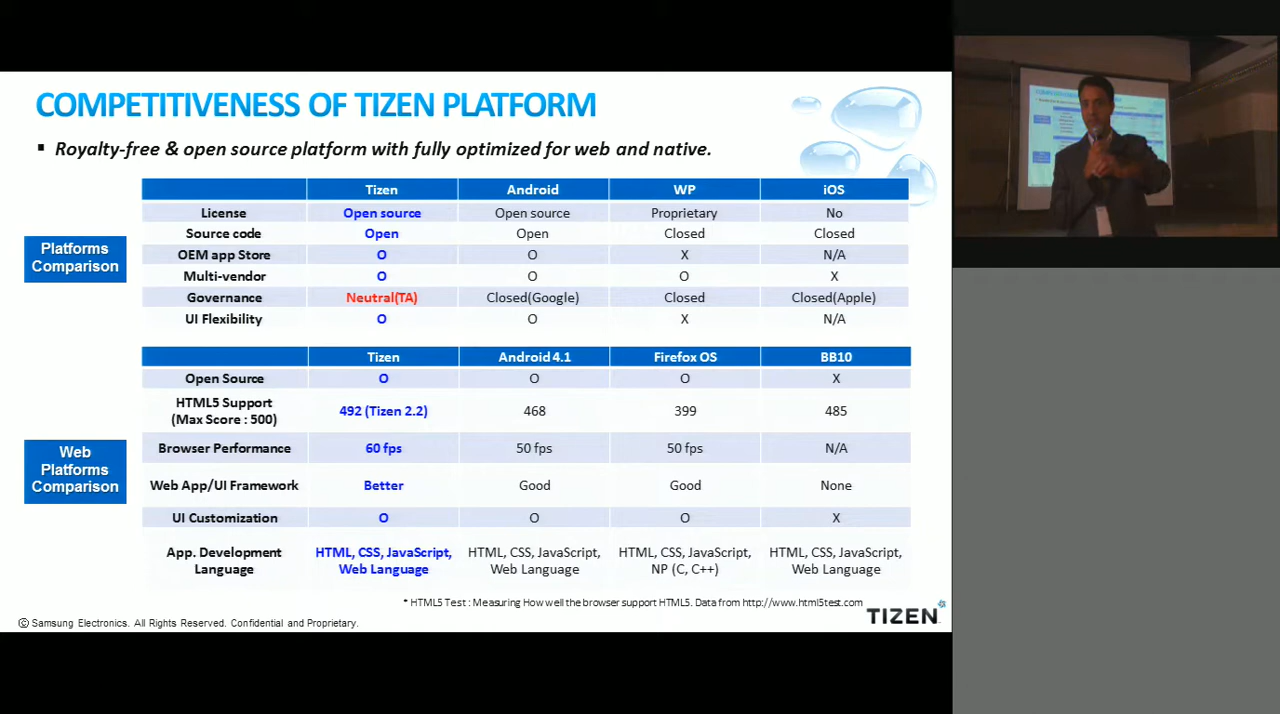 COMPETITIVENESS OF TIZEN PLATFORM
▪ Royalty-free & open source platform with fully optimized for web and native.
Platforms
Comparison
Tizen Android WP iOS
License Open source Open source Proprietary No
Source code Open Open Closed Closed
OEM app Store O O X N/A
Multi-vendor O O O X
Governance Neutral(TA) Closed(Google) Closed Closed(Apple)
UI Flexibility O O X N/A
Web
Platforms
Comparison
Tizen Android 4.1 Firefox OS BB10
Open Source O O O X
HTML5 Support
(Max Score : 500) 492 (Tizen 2.2) 468 399 485
Browser Performance 60 fps 50 fps 50 fps N/A
Web App/UI Framework Better Good Good None
UI Customization O O O X
App. Development HTML, CSS, JavaScript, HTML, CSS, JavaScript, HTML, CSS, JavaScript, HTML, CSS, JavaScript,
Language Web Language Web Language NP (C, C++) Web Language
* HTML5 Test : Measuring How well the browser support HTML5. Data from http://www.html5test.com
TIZEN™
© Samsung Electronics. All Rights Reserved. Confidential and Proprietary.